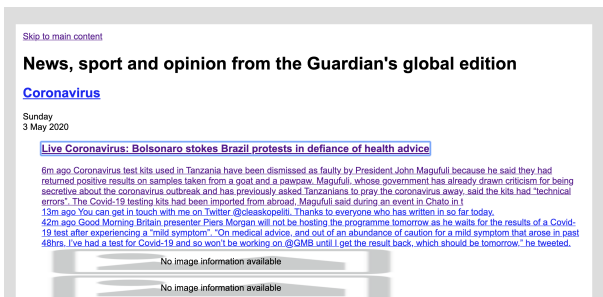 Skip to main content
News, sport and opinion from the Guardian's global edition
Coronavirus
Sunday
3 May 2020
Live Coronavirus: Bolsonaro stokes Brazil protests in defiance of health advice
6m ago Coronavirus test kits used in Tanzania have been dismissed as faulty by President John Magufuli because he said they had
returned positive results on samples taken from a goat and a pawpaw. Magufuli, whose government has already drawn criticism for being
secretive about the coronavirus outbreak and has previously asked Tanzanians to pray the coronavirus away, said the kits had “technical
errors”. The Covid-19 testing kits had been imported from abroad, Magufuli said during an event in Chato in t
13m ago You can get in touch with me on Twitter @cleaskopeliti. Thanks to everyone who has written in so far today.
42m ago Good Morning Britain presenter Piers Morgan will not be hosting the programme tomorrow as he waits for the results of a Covid-
19 test after experiencing a “mild symptom”. “On medical advice, and out of an abundance of caution for a mild symptom that arose in past
48hrs, I’ve had a test for Covid-19 and so won’t be working on @GMB until I get the result back, which should be tomorrow,” he tweeted.
No image information available
No image information available